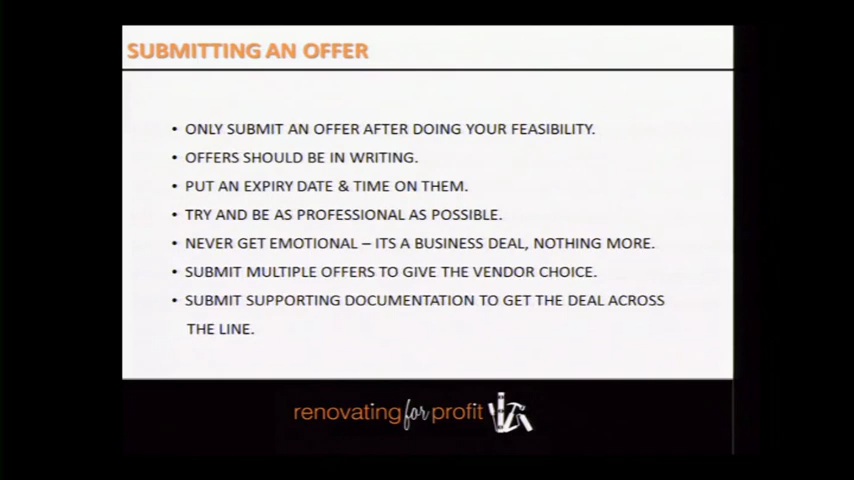 SUBMITTING AN OFFER
• ONLY SUBMIT AN OFFER AFTER DOING YOUR FEASIBILITY.
• OFFERS SHOULD BE IN WRITING.
• PUT AN EXPIRY DATE & TIME ON THEM.
• TRY AND BE AS PROFESSIONAL AS POSSIBLE.
• NEVER GET EMOTIONAL – ITS A BUSINESS DEAL, NOTHING MORE.
• SUBMIT MULTIPLE OFFERS TO GIVE THE VENDOR CHOICE.
• SUBMIT SUPPORTING DOCUMENTATION TO GET THE DEAL ACROSS
THE LINE.
renovating for profit